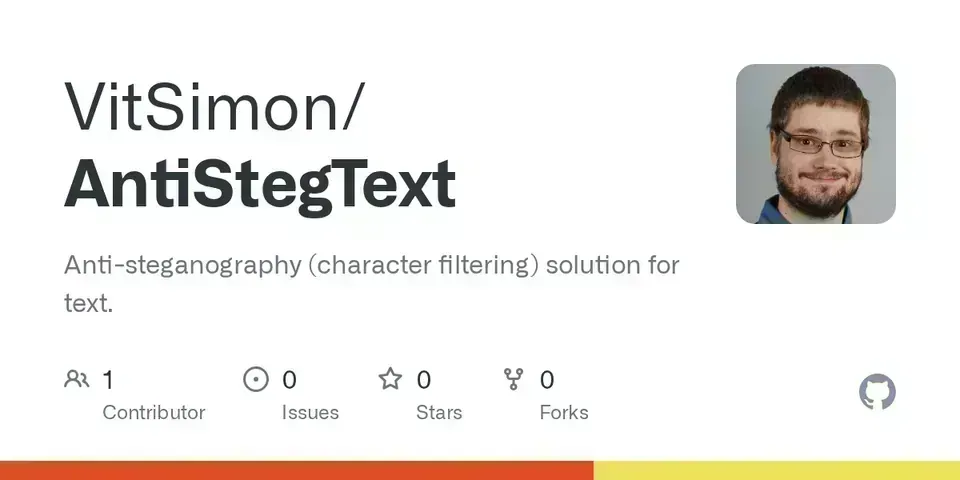 VitSimon/
AntiStegText
Anti-steganography (character filtering) solution for
text.
1
Contributor
0
Issues
0
Stars
0
Forks